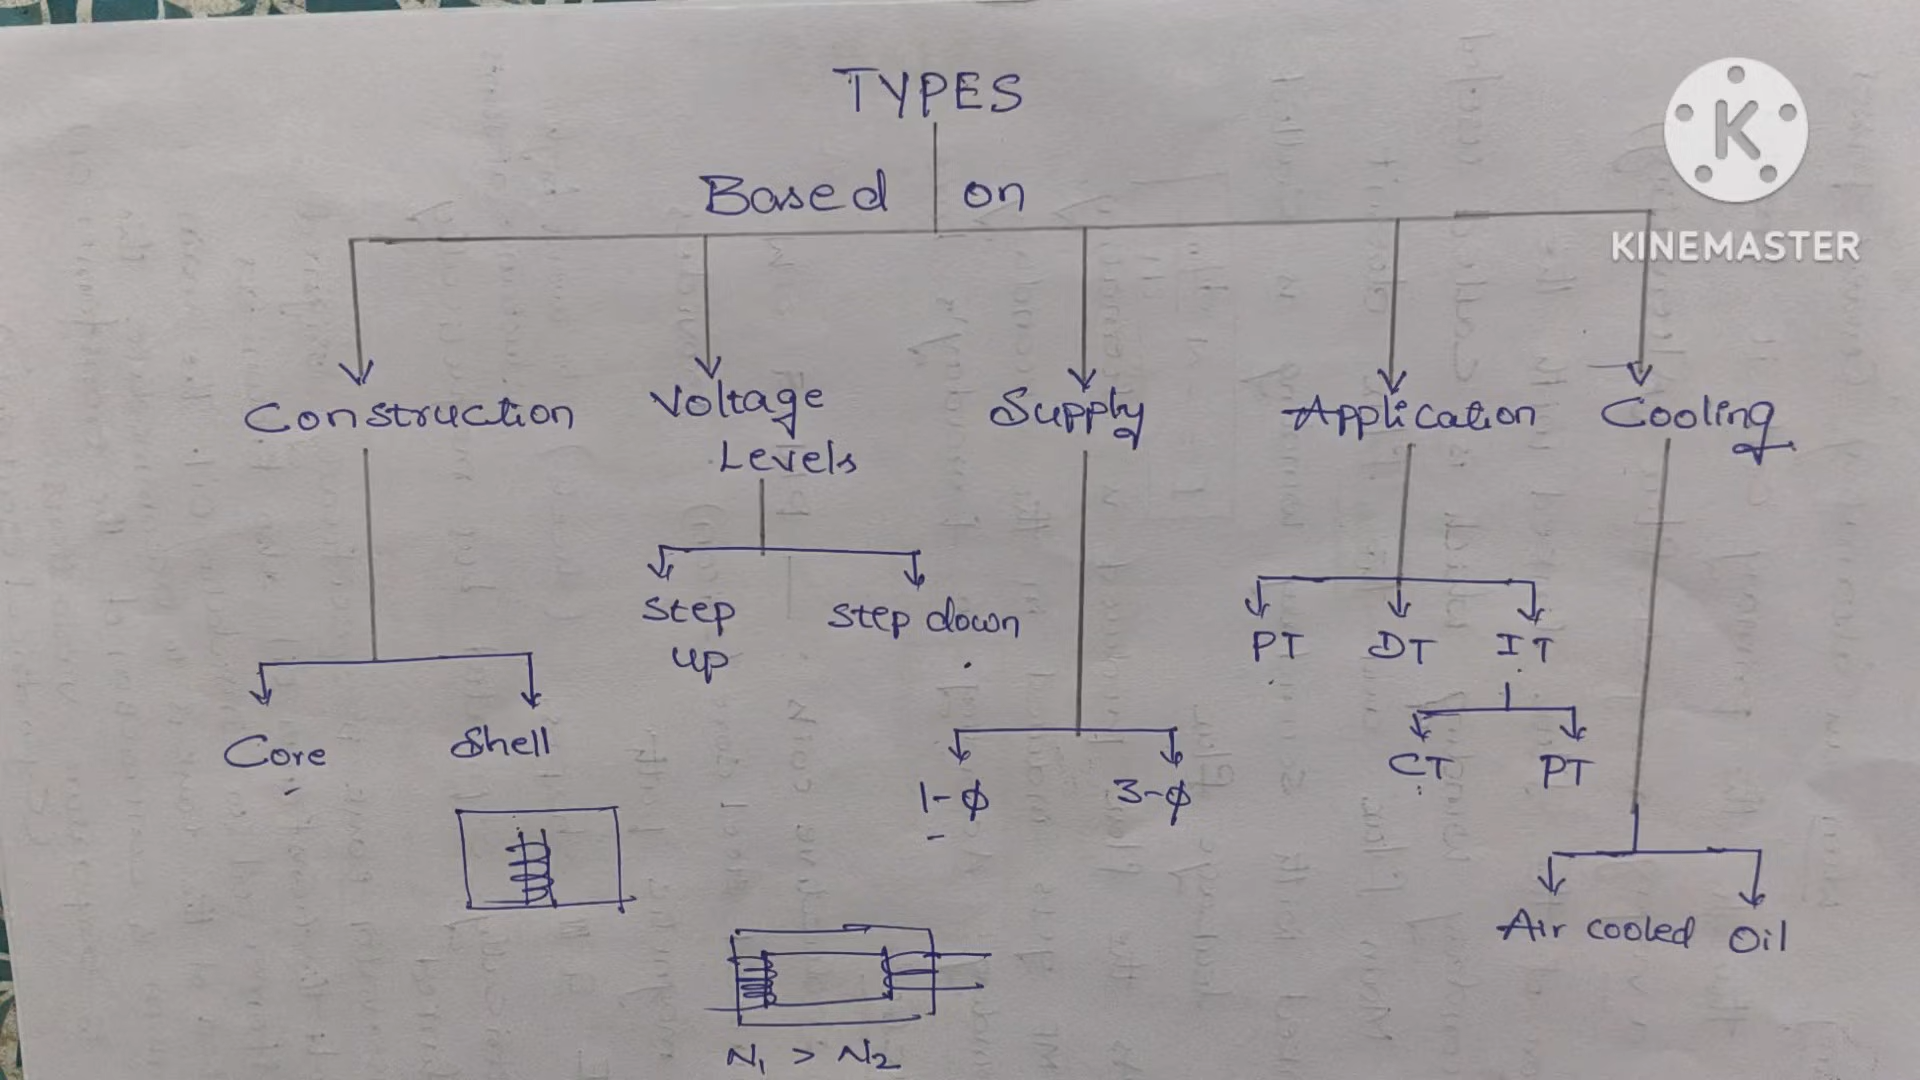 TYPES
Based on
K
KINEMASTER
Construction
Voltage
Levels
Supply
Application
Cooling
Step
up
Step down
PT
DT
IT
CT
PT
Core
Shell
1-φ
3-φ
Air cooled
Oil
N1 > N2